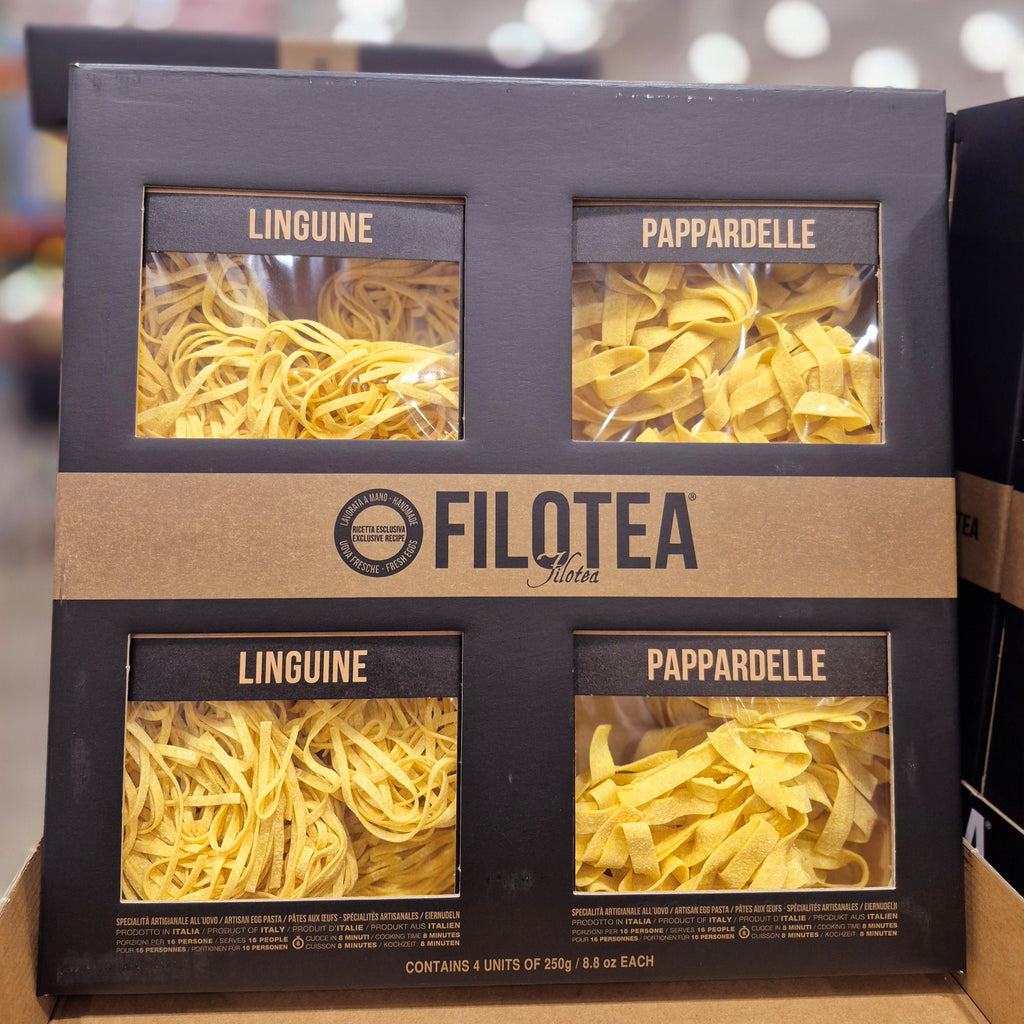 LINGUINE
PAPPARDELLE
LAVORATA A MANO - HANDMADE
RICETTA ESCLUSIVA
EXCLUSIVE RECIPE
UOVA FRESCHE - FRESH EGGS
FILOTEA®
Filotea
TEA
LINGUINE
PAPPARDELLE
SPECIALITÀ ARTIGIANALE ALL'UOVO / ARTISAN EGG PASTA / PÂTES AUX ŒUFS - SPÉCIALITÉS ARTISANALES / EIERNUDELN
PRODOTTO IN ITALIA / PRODUCT OF ITALY / PRODUIT D'ITALIE / PRODUKT AUS ITALIEN
PORZIONI PER 16 PERSONE / SERVES 16 PEOPLE
POUR 16 PERSONNES / PORTIONEN FÜR 16 PERSONEN
CUOCE IN 8 MINUTI / COOKING TIME 8 MINUTES
CUISSON 8 MINUTES / KOCHZEIT: 8 MINUTEN
SPECIALITÀ ARTIGIANALE ALL'UOVO / ARTISAN EGG PASTA / PÂTES AUX ŒUFS - SPÉCIALITÉS ARTISANALES / EIERNUDELN
PRODOTTO IN ITALIA / PRODUCT OF ITALY / PRODUIT D'ITALIE / PRODUKT AUS ITALIEN
PORZIONI PER 16 PERSONE / SERVES 16 PEOPLE
POUR 16 PERSONNES / PORTIONEN FÜR 16 PERSONEN
CUOCE IN 8 MINUTI / COOKING TIME 8 MINUTES
CUISSON 8 MINUTES / KOCHZEIT: 8 MINUTEN
CONTAINS 4 UNITS OF 250g / 8.8 oz EACH
A®